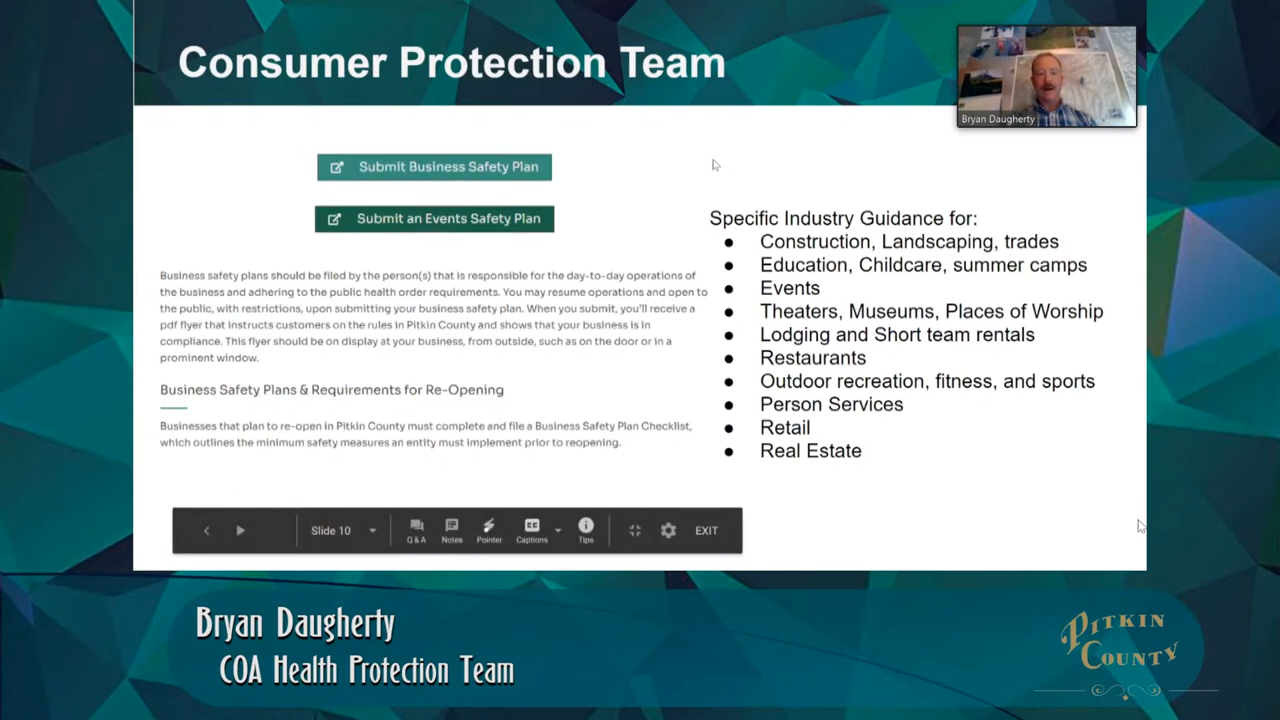 Consumer Protection Team
Bryan Daugherty
Submit Business Safety Plan
Submit an Events Safety Plan
Business safety plans should be filed by the person(s) that is responsible for the day-to-day operations of
the business and adhering to the public health order requirements. You may resume operations and open to
the public, with restrictions, upon submitting your business safety plan. When you submit, you'll receive a
pdf flyer that instructs customers on the rules in Pitkin County and shows that your business is in
compliance. This flyer should be on display at your business, from outside, such as on the door or in a
prominent window.
Business Safety Plans & Requirements for Re-Opening
Businesses that plan to re-open in Pitkin County must complete and file a Business Safety Plan Checklist,
which outlines the minimum safety measures an entity must implement prior to reopening.
Specific Industry Guidance for:
● Construction, Landscaping, trades
● Education, Childcare, summer camps
● Events
● Theaters, Museums, Places of Worship
● Lodging and Short team rentals
● Restaurants
● Outdoor recreation, fitness, and sports
● Person Services
● Retail
● Real Estate
Slide 10
Q & A
Notes
Pointer
CC
Captions
Tips
EXIT
Bryan Daugherty
COA Health Protection Team
PITKIN
COUNTY